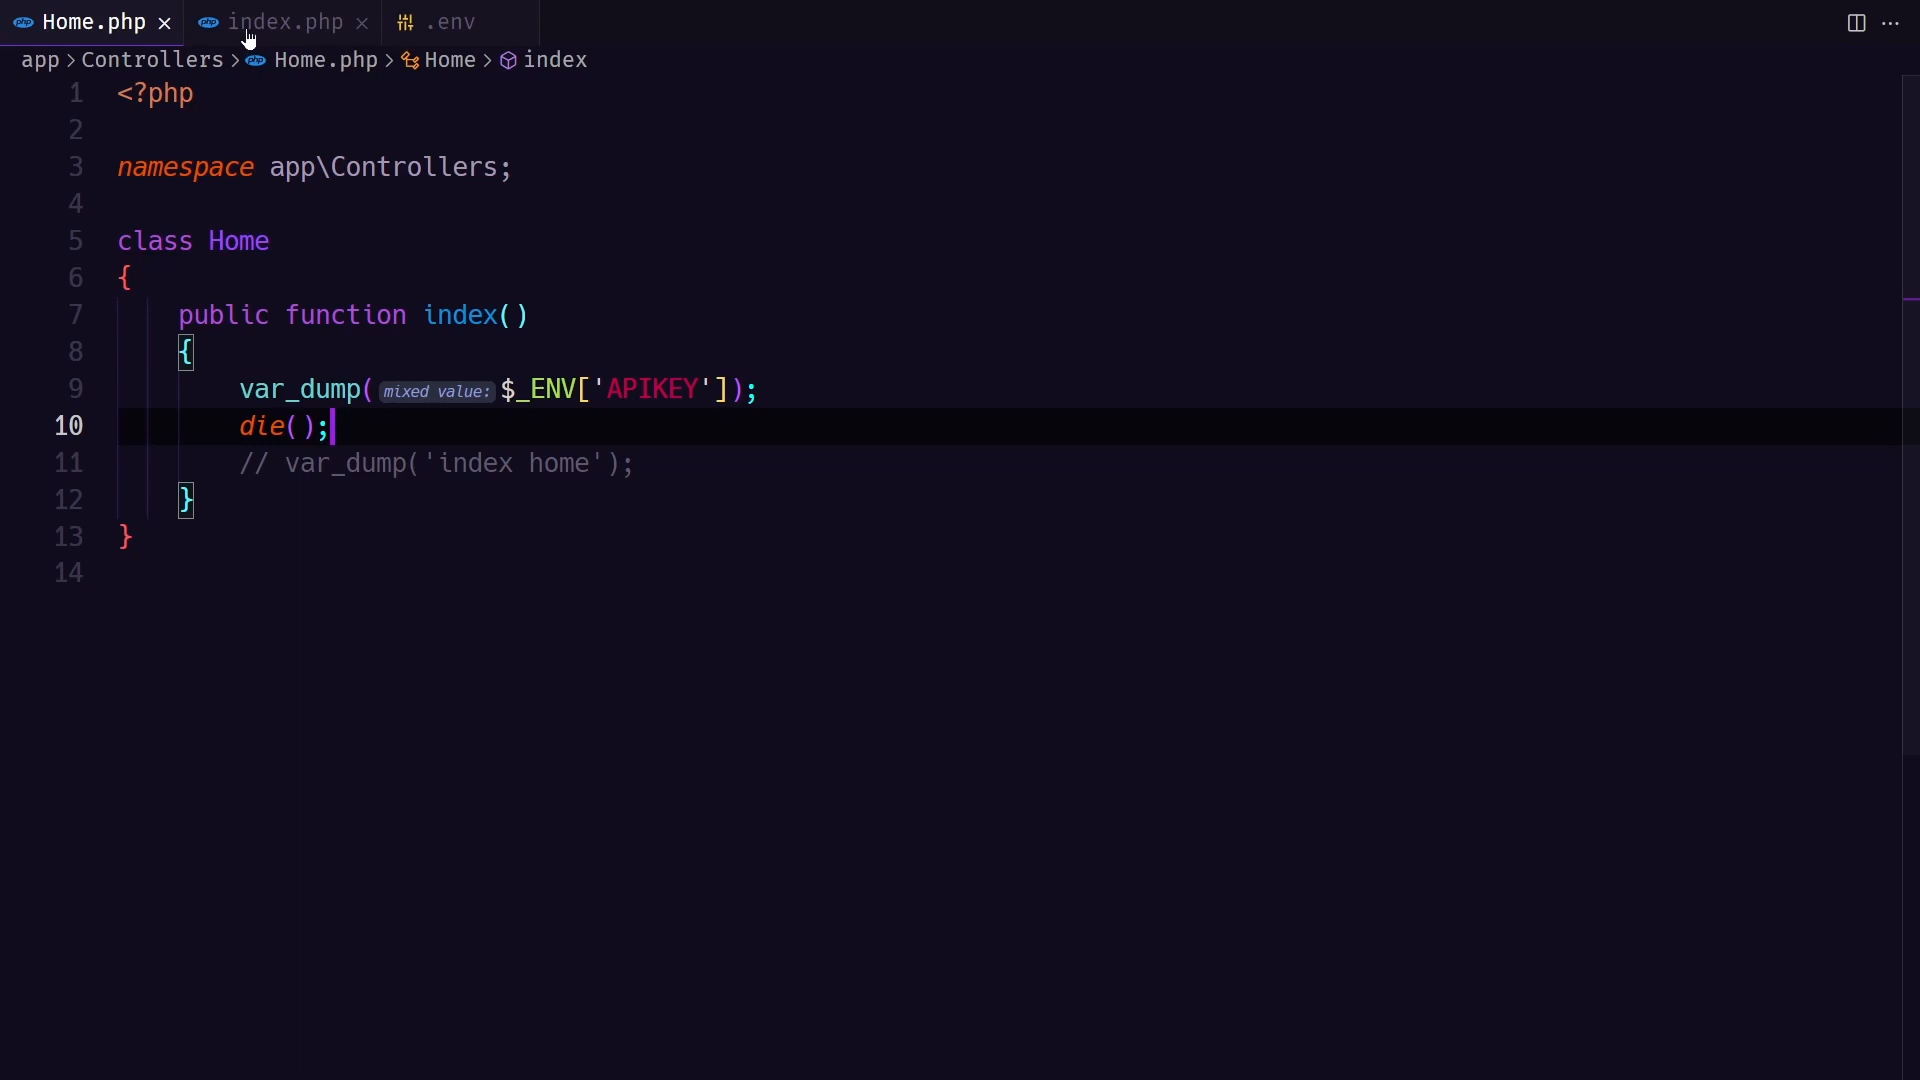 Home.php index.php .env
app > Controllers > Home.php > Home > index
1 <?php
2
3 namespace app\Controllers;
4
5 class Home
6 {
7 public function index()
8 {
9 var_dump(mixed value: $_ENV['APIKEY']);
10 die();
11 // var_dump('index home');
12 }
13 }
14